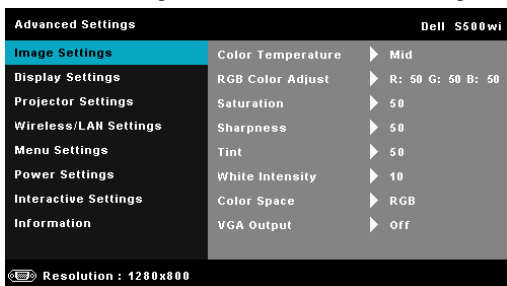 Advanced Settings Dell S500wi
Image Settings Color Temperature Mid
Display Settings RGB Color Adjust R: 50 G: 50 B: 50
Projector Settings Saturation 50
Wireless/LAN Settings Sharpness 50
Menu Settings Tint 50
Power Settings White Intensity 10
Interactive Settings Color Space RGB
Information VGA Output Off
Resolution : 1280x800